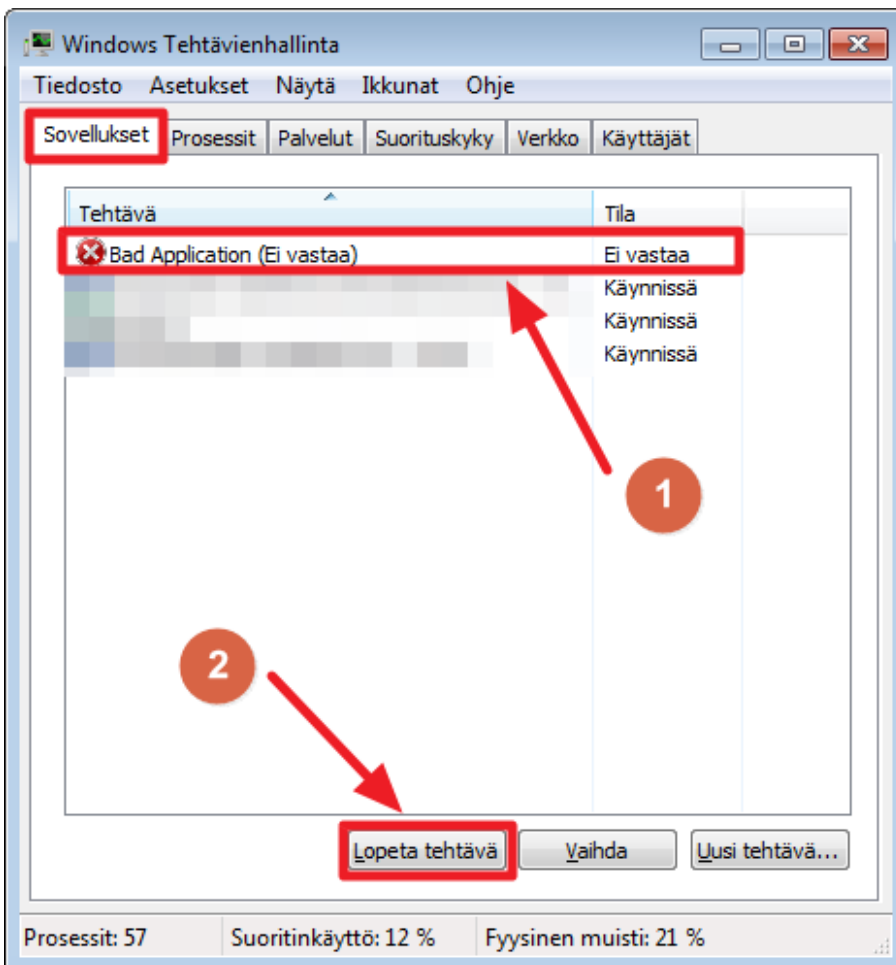 Windows Tehtävienhallinta
Tiedosto Asetukset Näytä Ikkunat Ohje
Sovellukset Prosessit Palvelut Suorituskyky Verkko Käyttäjät
Tehtävä Tila
Bad Application (Ei vastaa) Ei vastaa
Käynnissä
Käynnissä
Käynnissä
1
2
Lopeta tehtävä Vaihda Uusi tehtävä...
Prosessit: 57 Suoritinkäyttö: 12 % Fyysinen muisti: 21 %